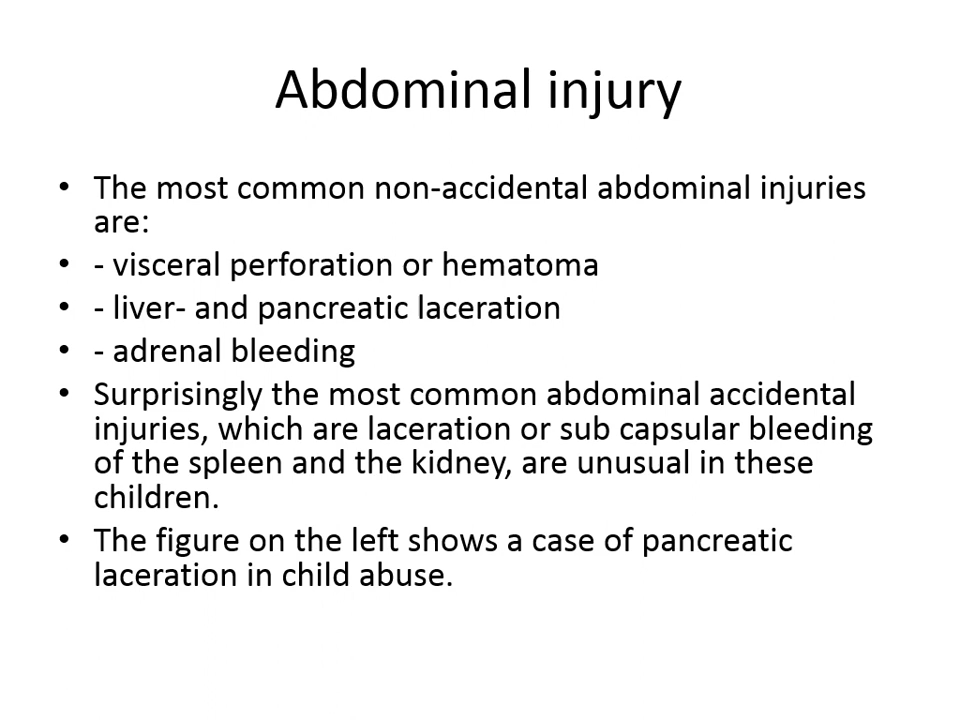 Abdominal injury
• The most common non-accidental abdominal injuries
are:
• - visceral perforation or hematoma
• - liver- and pancreatic laceration
• - adrenal bleeding
• Surprisingly the most common abdominal accidental
injuries, which are laceration or sub capsular bleeding
of the spleen and the kidney, are unusual in these
children.
• The figure on the left shows a case of pancreatic
laceration in child abuse.